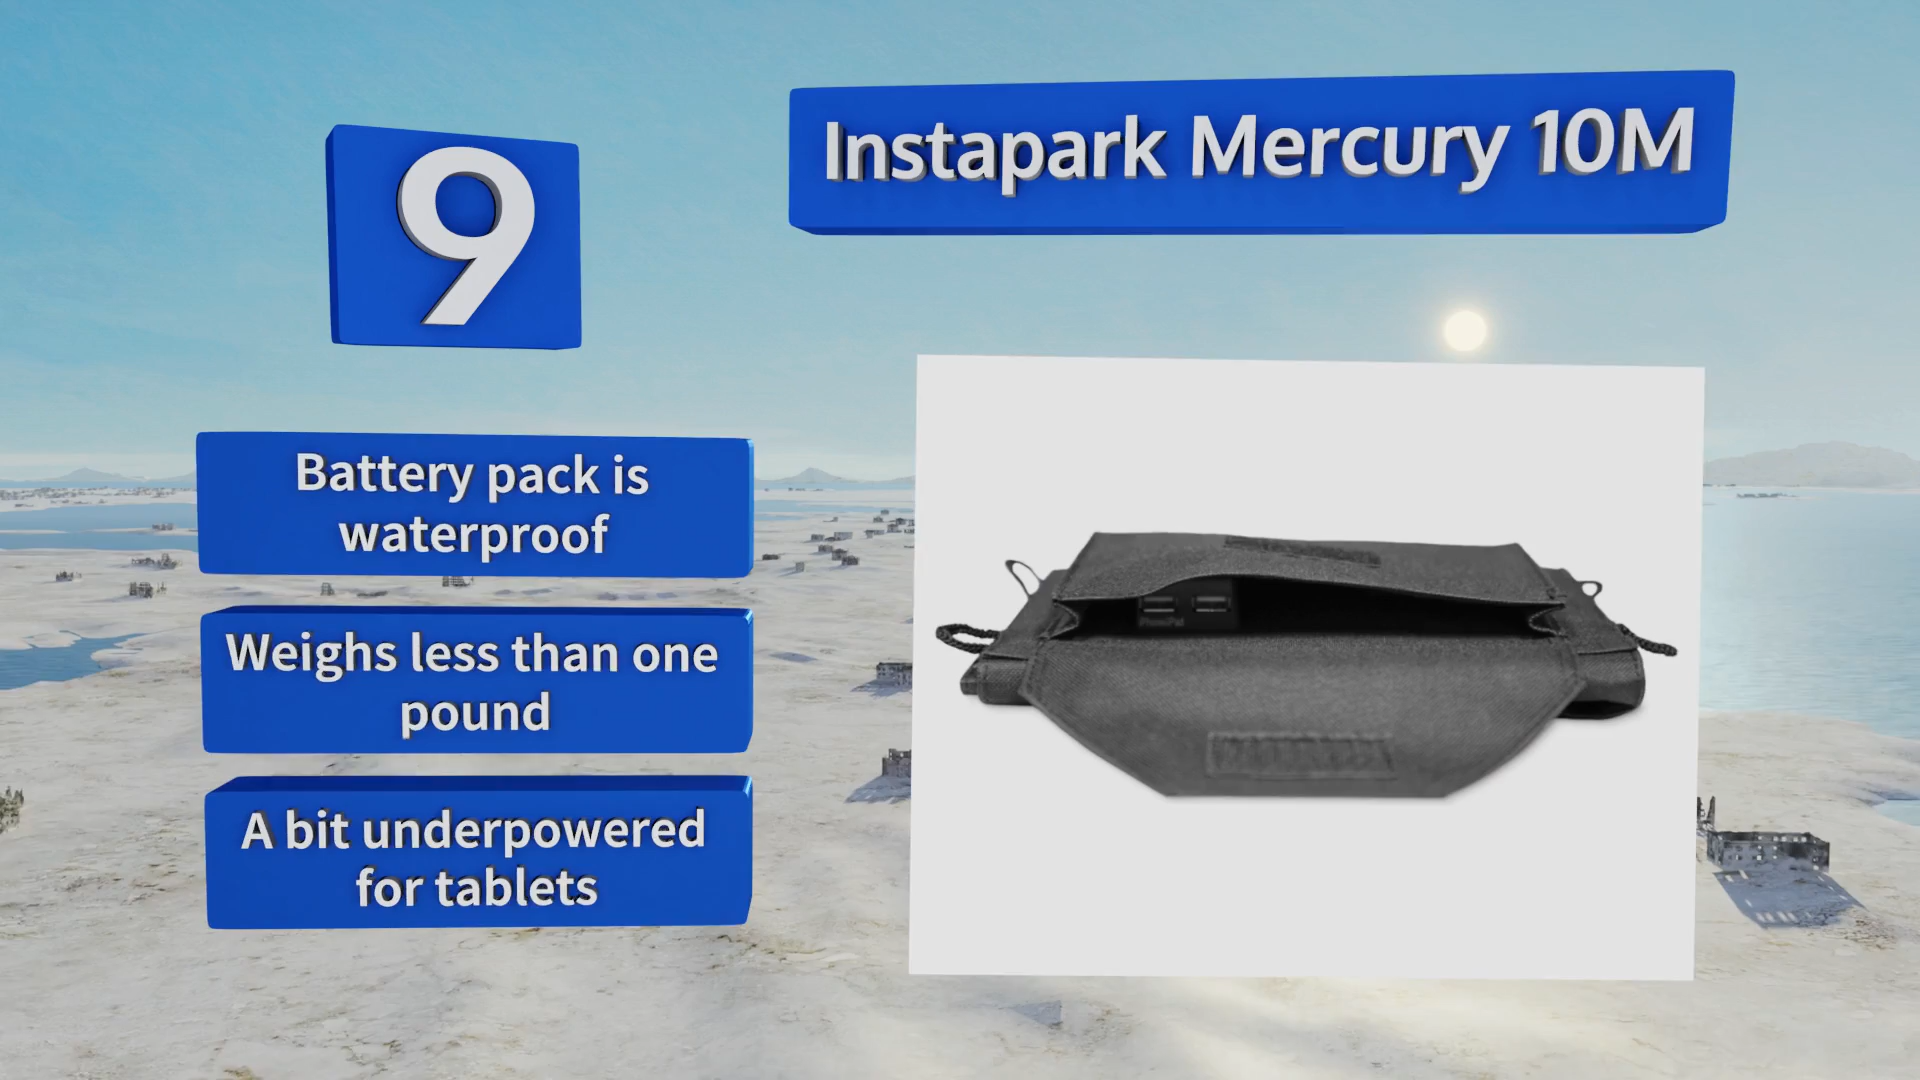 9
Instapark Mercury 10M
Battery pack is
waterproof
Weighs less than one
pound
A bit underpowered
for tablets